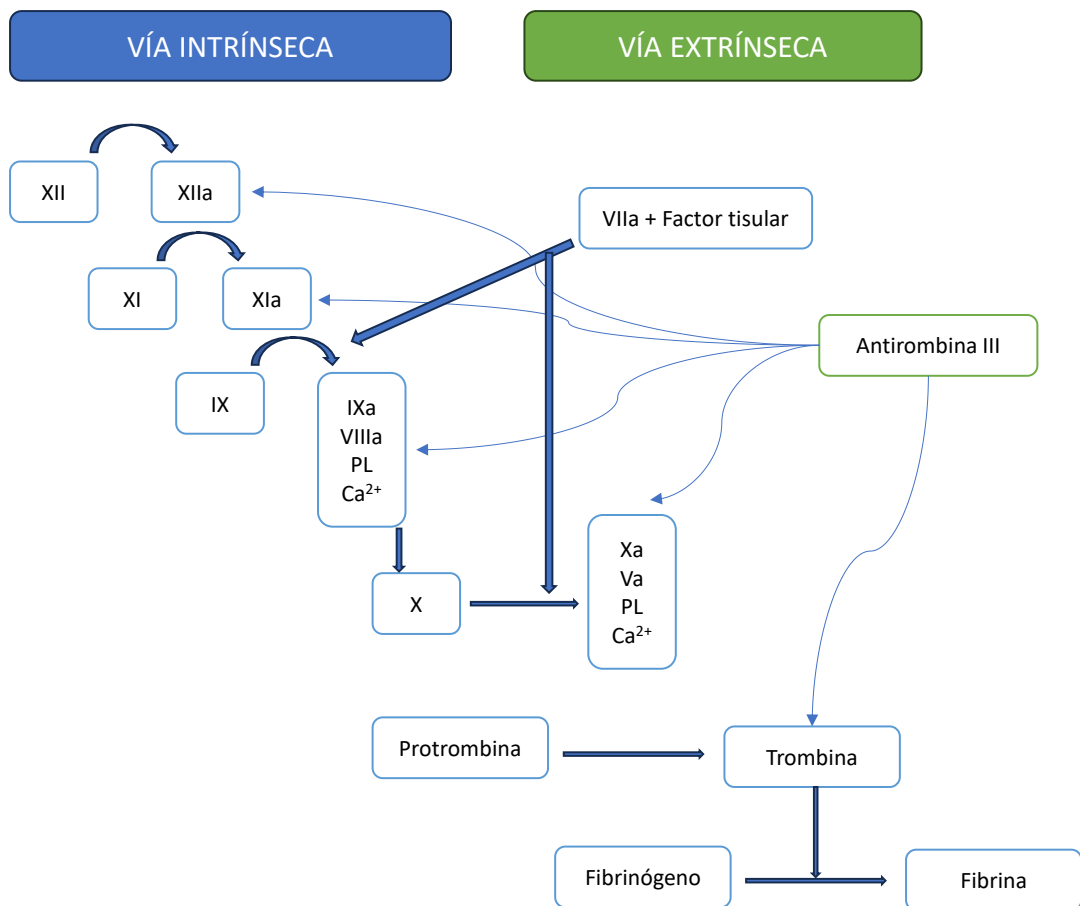 VÍA INTRÍNSECA
VÍA EXTRÍNSECA
XII
XIIa
VIIa + Factor tisular
XI
XIa
Antirombina III
IX
IXa
VIIIa
PL
Ca²⁺
X
Xa
Va
PL
Ca²⁺
Protrombina
Trombina
Fibrinógeno
Fibrina